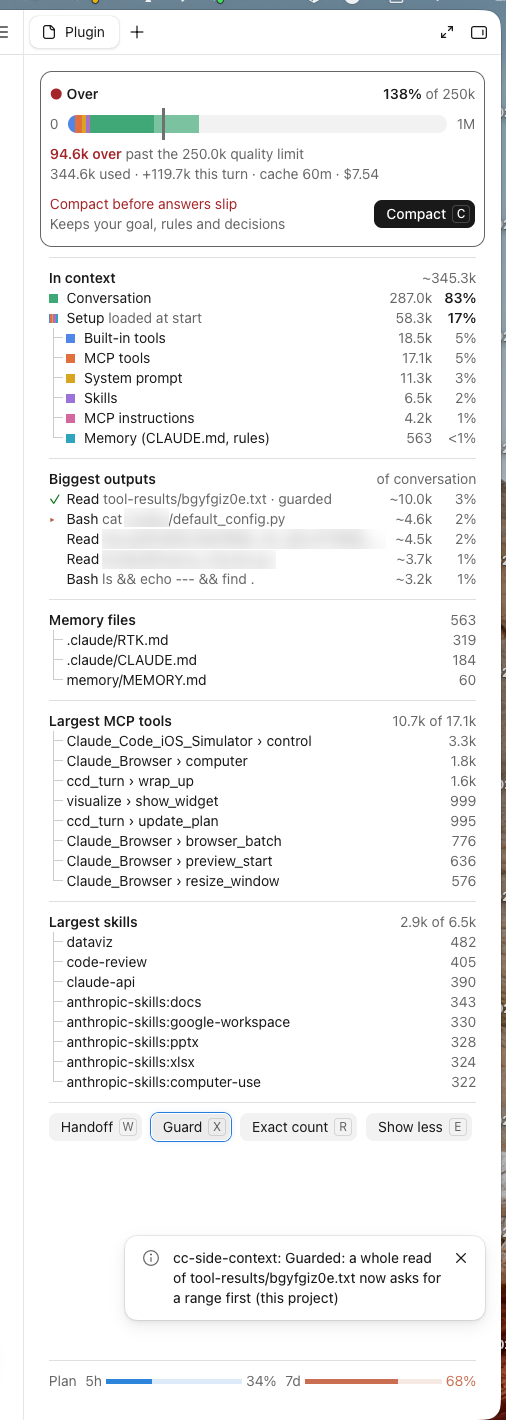 Plugin
Over 138% of 250k
0 1M
94.6k over past the 250.0k quality limit
344.6k used · +119.7k this turn · cache 60m · $7.54
Compact before answers slip
Keeps your goal, rules and decisions
Compact C
In context ~345.3k
Conversation 287.0k 83%
Setup loaded at start 58.3k 17%
Built-in tools 18.5k 5%
MCP tools 17.1k 5%
System prompt 11.3k 3%
Skills 6.5k 2%
MCP instructions 4.2k 1%
Memory (CLAUDE.md, rules) 563 <1%
Biggest outputs of conversation
Read tool-results/bgyfgiz0e.txt · guarded ~10.0k 3%
Bash cat /default_config.py ~4.6k 2%
Read ~4.5k 2%
Read ~3.7k 1%
Bash ls && echo --- && find . ~3.2k 1%
Memory files 563
.claude/RTK.md 319
.claude/CLAUDE.md 184
memory/MEMORY.md 60
Largest MCP tools 10.7k of 17.1k
Claude_Code_iOS_Simulator › control 3.3k
Claude_Browser › computer 1.8k
ccd_turn › wrap_up 1.6k
visualize › show_widget 999
ccd_turn › update_plan 995
Claude_Browser › browser_batch 776
Claude_Browser › preview_start 636
Claude_Browser › resize_window 576
Largest skills 2.9k of 6.5k
dataviz 482
code-review 405
claude-api 390
anthropic-skills:docs 343
anthropic-skills:google-workspace 330
anthropic-skills:pptx 328
anthropic-skills:xlsx 324
anthropic-skills:computer-use 322
Handoff W Guard X Exact count R Show less E
cc-side-context: Guarded: a whole read
of tool-results/bgyfgiz0e.txt now asks for
a range first (this project)
Plan 5h 34% 7d 68%